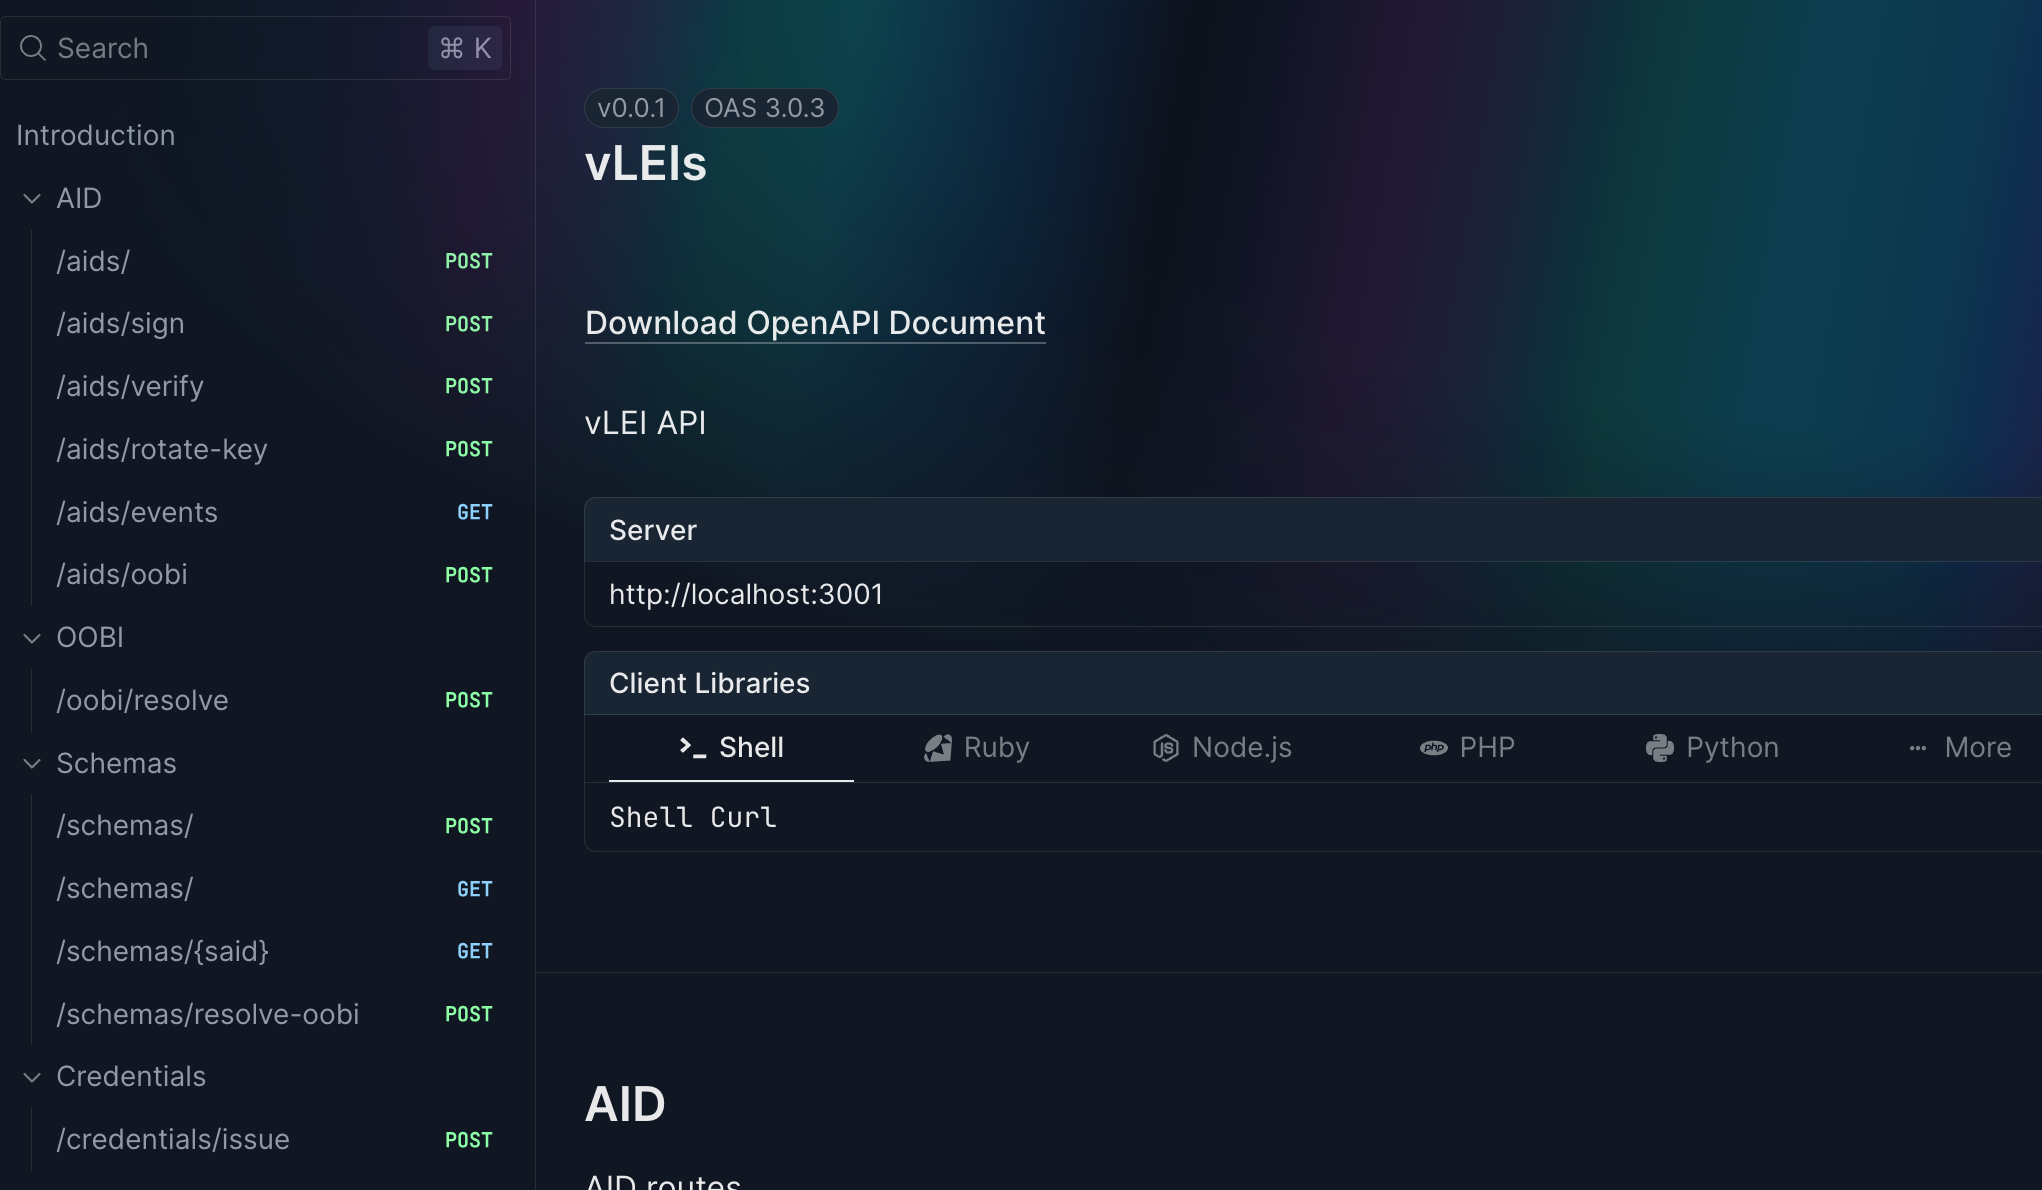 Search
⌘ K
Introduction
AID
/aids/ POST
/aids/sign POST
/aids/verify POST
/aids/rotate-key POST
/aids/events GET
/aids/oobi POST
OOBI
/oobi/resolve POST
Schemas
/schemas/ POST
/schemas/ GET
/schemas/{said} GET
/schemas/resolve-oobi POST
Credentials
/credentials/issue POST
v0.0.1 OAS 3.0.3
vLEIs
Download OpenAPI Document
vLEI API
Server
http://localhost:3001
Client Libraries
Shell Ruby Node.js PHP Python ··· More
Shell Curl
AID
AID routes